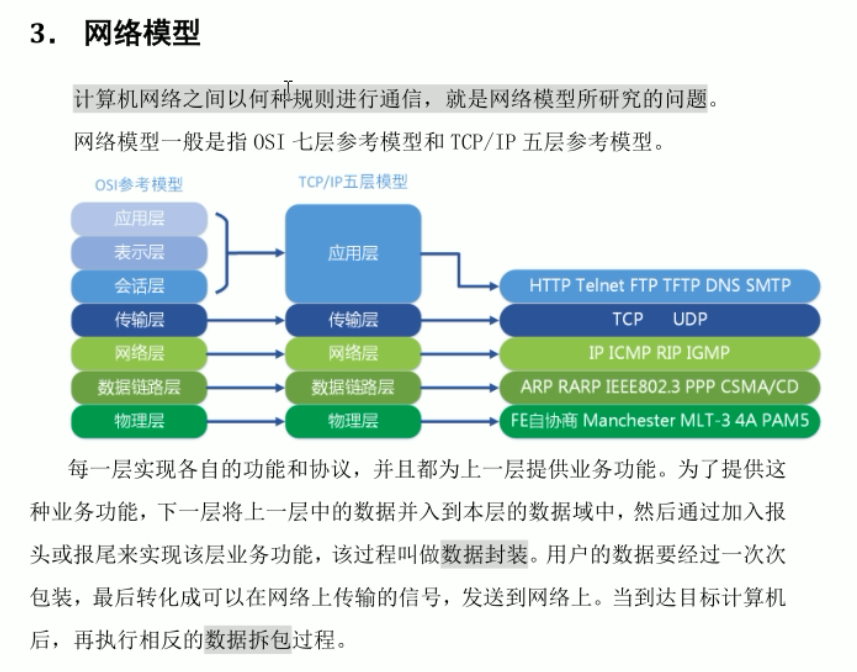 3. 网络模型
计算机网络之间以何种规则进行通信，就是网络模型所研究的问题。
网络模型一般是指 OSI 七层参考模型和 TCP/IP 五层参考模型。
OSI参考模型
TCP/IP五层模型
应用层
表示层
会话层
传输层
网络层
数据链路层
物理层
应用层
传输层
网络层
数据链路层
物理层
HTTP Telnet FTP TFTP DNS SMTP
TCP UDP
IP ICMP RIP IGMP
ARP RARP IEEE802.3 PPP CSMA/CD
FE自协商 Manchester MLT-3 4A PAM5
每一层实现各自的功能和协议，并且都为上一层提供业务功能。为了提供这
种业务功能，下一层将上一层中的数据并入到本层的数据域中，然后通过加入报
头或报尾来实现该层业务功能，该过程叫做数据封装。用户的数据要经过一次次
包装，最后转化成可以在网络上传输的信号，发送到网络上。当到达目标计算机
后，再执行相反的数据拆包过程。